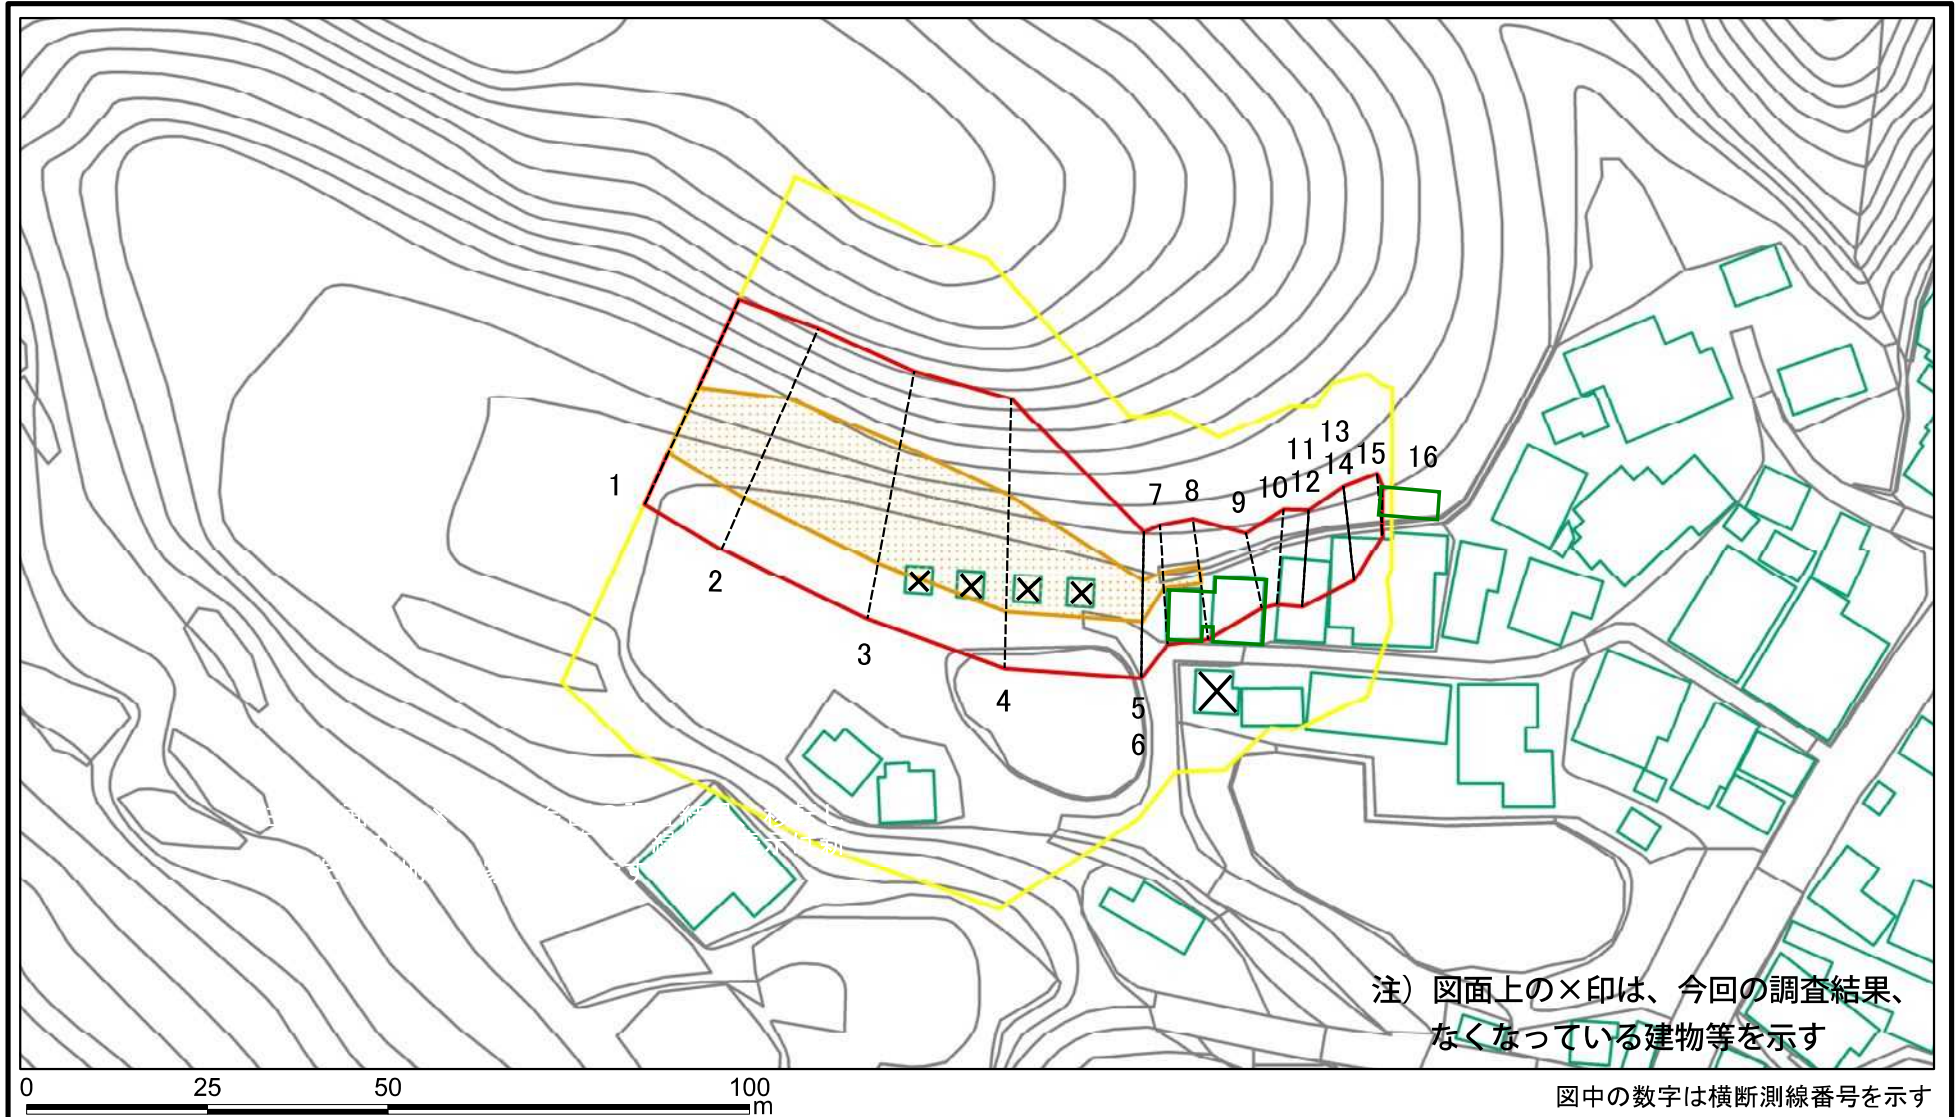 11 13
10 12 14 15 16
1
7 8 9
2
3
4
5
6
注）図面上の×印は、今回の調査結果、
なくなっている建物等を示す
0 25 50 100
m
図中の数字は横断測線番号を示す